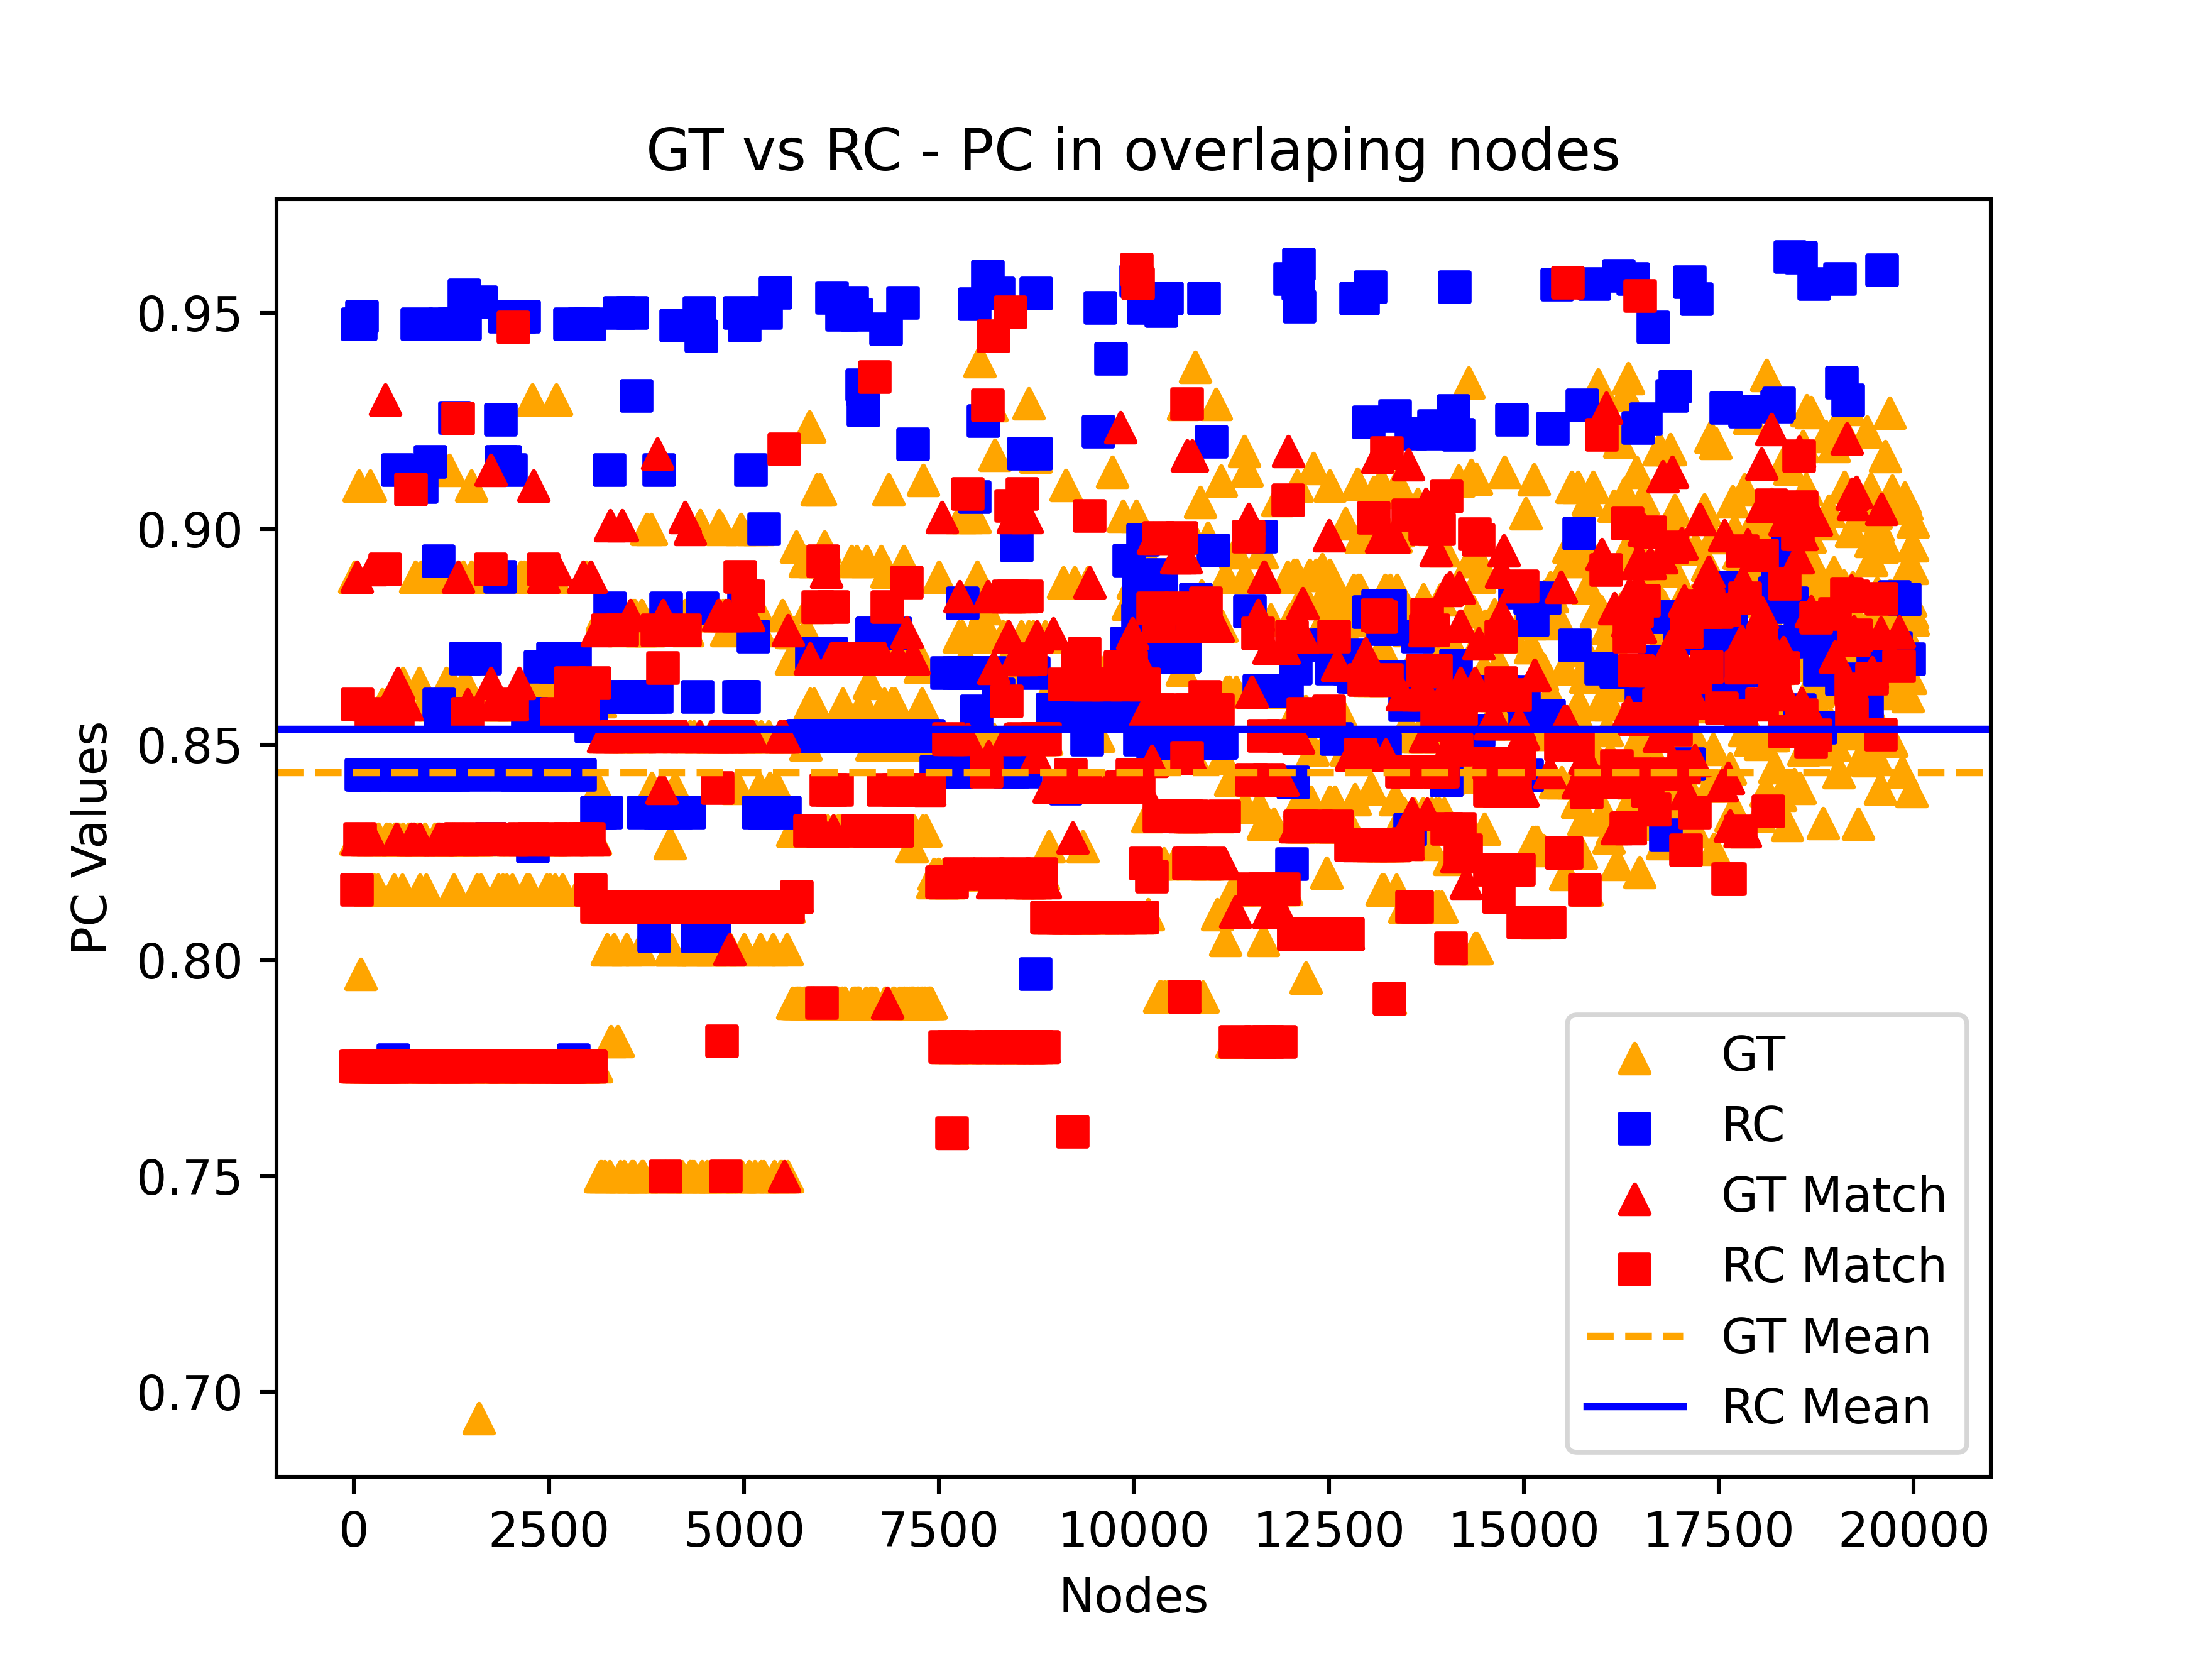 GT vs RC - PC in overlaping nodes
PC Values
0.95
0.90
0.85
0.80
0.75
0.70
0
2500
5000
7500
10000
12500
15000
17500
20000
Nodes
GT
RC
GT Match
RC Match
GT Mean
RC Mean